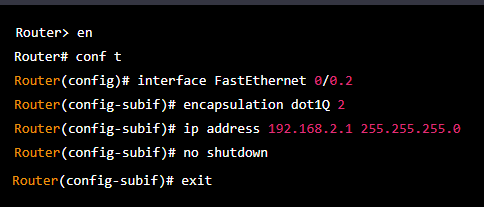 Router> en
Router# conf t
Router(config)# interface FastEthernet 0/0.2
Router(config-subif)# encapsulation dot1Q 2
Router(config-subif)# ip address 192.168.2.1 255.255.255.0
Router(config-subif)# no shutdown
Router(config-subif)# exit